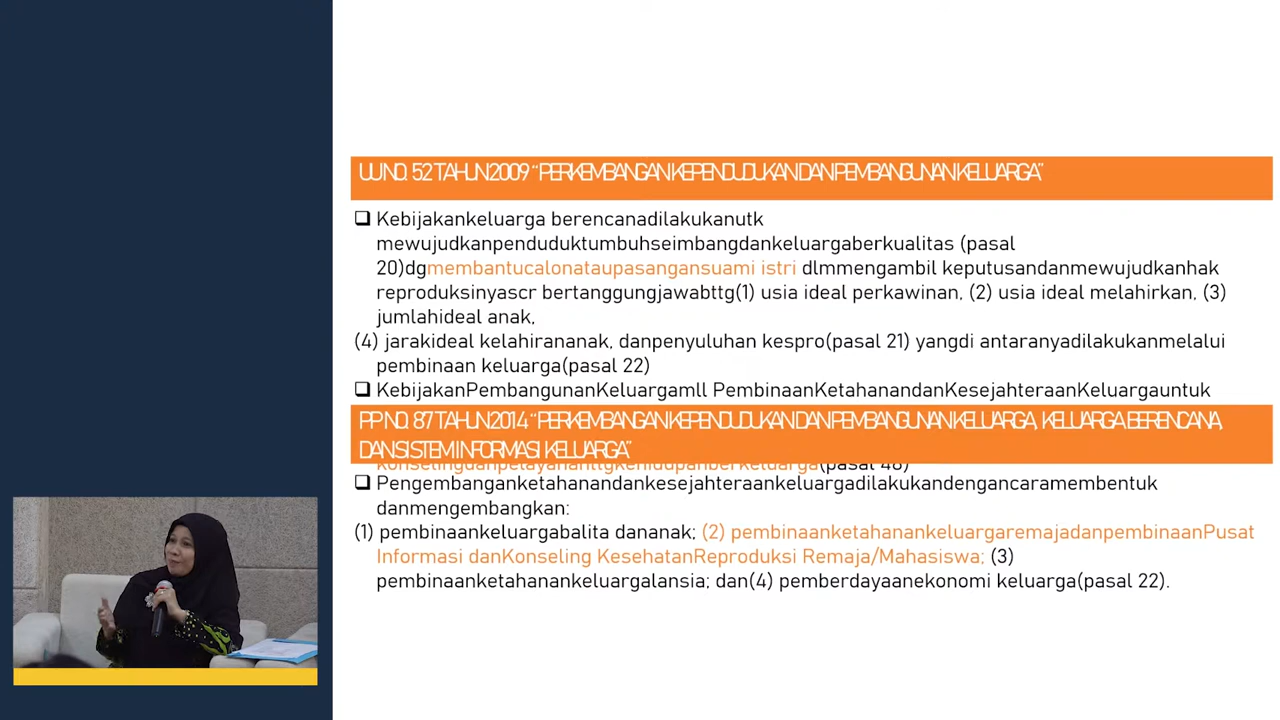 UU NO. 52 TAHUN 2009 “PERKEMBANGAN KEPENDUDUKAN DAN PEMBANGUNAN KELUARGA”
❑ Kebijakankeluarga berencanadilakukanutk
mewujudkanpenduduktumbuhseimbangdankeluargaberkualitas (pasal
20)dgmembantucalonataupasangansuami istri dlmmengambil keputusandanmewujudkanhak
reproduksinyascr bertanggungjawabttg(1) usia ideal perkawinan, (2) usia ideal melahirkan, (3)
jumlahideal anak,
(4) jarakideal kelahirananak, danpenyuluhan kespro(pasal 21) yangdi antaranyadilakukanmelalui
pembinaan keluarga(pasal 22)
❑ KebijakanPembangunanKeluargamll PembinaanKetahanandanKesejahteraanKeluargauntuk
PP NO. 87 TAHUN 2014 “PERKEMBANGAN KEPENDUDUKAN DAN PEMBANGUNAN KELUARGA, KELUARGA BERENCANA,
DAN SISTEM INFORMASI KELUARGA”
konselingdanpelayananttgkehidupanberkeluarga(pasal 48)
❑ Pengembanganketahanandankesejahteraankeluargadilakukandengancaramembentuk
danmengembangkan:
(1) pembinaankeluargabalita dananak; (2) pembinaanketahanankeluargaremajadanpembinaanPusat
Informasi danKonseling KesehatanReproduksi Remaja/Mahasiswa; (3)
pembinaanketahanankeluargalansia; dan(4) pemberdayaanekonomi keluarga(pasal 22).